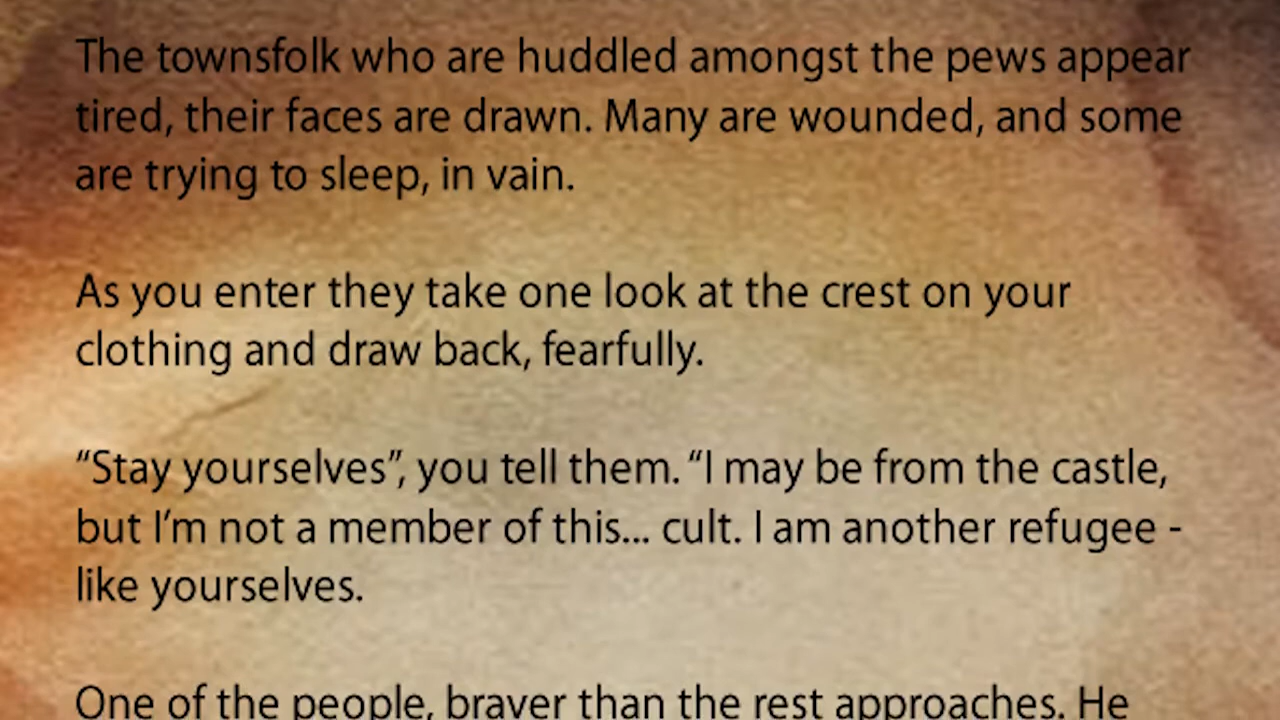 The townsfolk who are huddled amongst the pews appear
tired, their faces are drawn. Many are wounded, and some
are trying to sleep, in vain.
As you enter they take one look at the crest on your
clothing and draw back, fearfully.
“Stay yourselves”, you tell them. “I may be from the castle,
but I’m not a member of this... cult. I am another refugee -
like yourselves.
One of the people, braver than the rest approaches. He